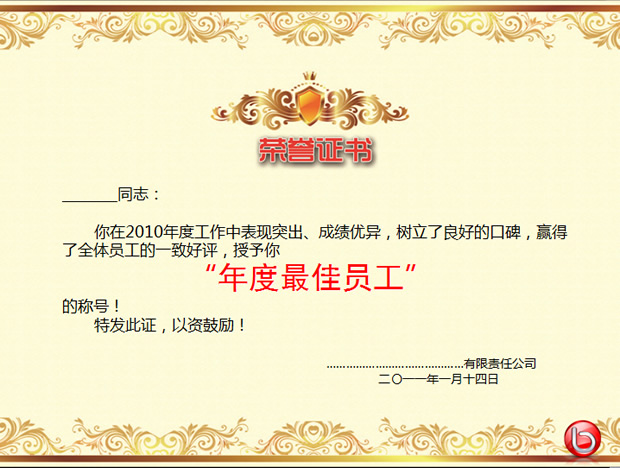 荣誉证书
_______同志：
你在2010年度工作中表现突出、成绩优异，树立了良好的口碑，赢得
了全体员工的一致好评，授予你
“年度最佳员工”
的称号！
特发此证，以资鼓励！
..........................................有限责任公司
二〇一一年一月十四日
b